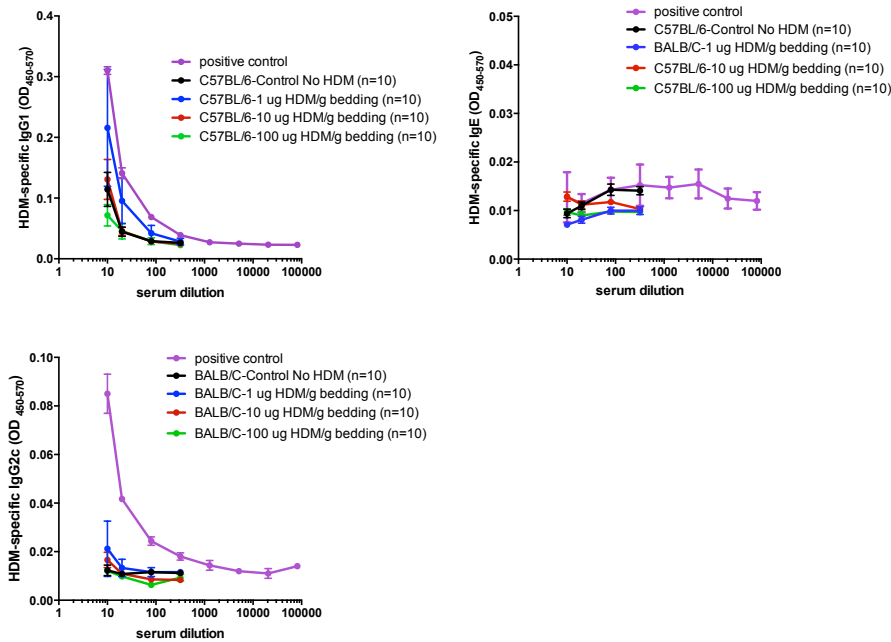 positive control
C57BL/6-Control No HDM (n=10)
C57BL/6-1 ug HDM/g bedding (n=10)
C57BL/6-10 ug HDM/g bedding (n=10)
C57BL/6-100 ug HDM/g bedding (n=10)
HDM-specific IgG1 (OD450-570)
0.4
0.3
0.2
0.1
0.0
1 10 100 1000 10000 100000
serum dilution
positive control
C57BL/6-Control No HDM (n=10)
BALB/C-1 ug HDM/g bedding (n=10)
C57BL/6-10 ug HDM/g bedding (n=10)
C57BL/6-100 ug HDM/g bedding (n=10)
HDM-specific IgE (OD450-570)
0.05
0.04
0.03
0.02
0.01
0.00
1 10 100 1000 10000 100000
serum dilution
positive control
BALB/C-Control No HDM (n=10)
BALB/C-1 ug HDM/g bedding (n=10)
BALB/C-10 ug HDM/g bedding (n=10)
BALB/C-100 ug HDM/g bedding (n=10)
HDM-specific IgG2c (OD 450-570)
0.10
0.08
0.06
0.04
0.02
0.00
1 10 100 1000 10000 100000
serum dilution